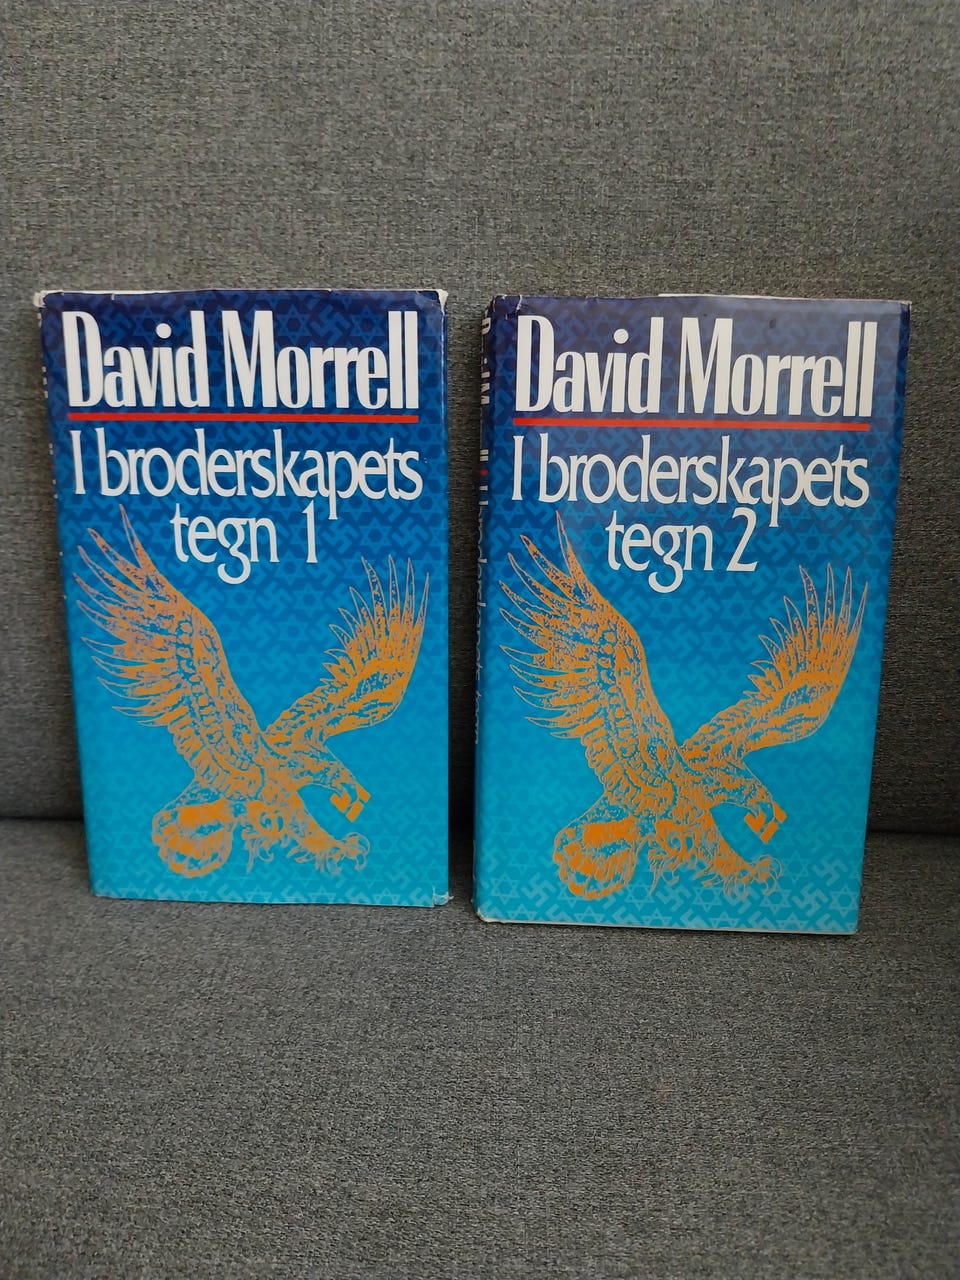 David Morrell
I broderskapets
tegn 1
David Morrell
I broderskapets
tegn 2